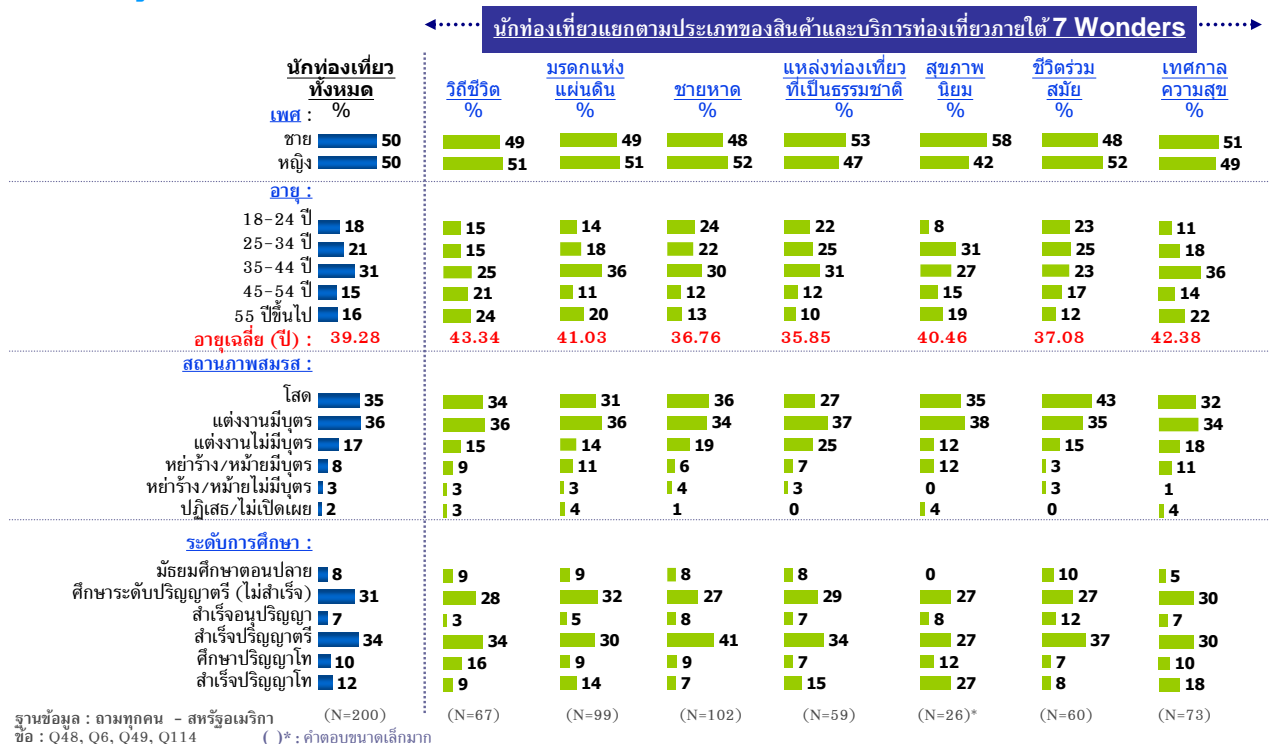 นักท่องเที่ยวแยกตามประเภทของสินค้าและบริการท่องเที่ยวภายใต้ 7 Wonders
นักท่องเที่ยว มรดกแห่ง แหล่งท่องเที่ยว สุขภาพ ชีวิตร่วม เทศกาล
ทั้งหมด วิถีชีวิต แผ่นดิน ชายหาด ที่เป็นธรรมชาติ นิยม สมัย ความสุข
เพศ : % % % % % % % %
ชาย 50 49 49 48 53 58 48 51
หญิง 50 51 51 52 47 42 52 49
อายุ :
18-24 ปี 18 15 14 24 22 8 23 11
25-34 ปี 21 15 18 22 25 31 25 18
35-44 ปี 31 25 36 30 31 27 23 36
45-54 ปี 15 21 11 12 12 15 17 14
55 ปีขึ้นไป 16 24 20 13 10 19 12 22
อายุเฉลี่ย (ปี) : 39.28 43.34 41.03 36.76 35.85 40.46 37.08 42.38
สถานภาพสมรส :
โสด 35 34 31 36 27 35 43 32
แต่งงานมีบุตร 36 36 36 34 37 38 35 34
แต่งงานไม่มีบุตร 17 15 14 19 25 12 15 18
หย่าร้าง/หม้ายมีบุตร 8 9 11 6 7 12 3 11
หย่าร้าง/หม้ายไม่มีบุตร 3 3 3 4 3 0 3 1
ปฏิเสธ/ไม่เปิดเผย 2 3 4 1 0 4 0 4
ระดับการศึกษา :
มัธยมศึกษาตอนปลาย 8 9 9 8 8 0 10 5
ศึกษาระดับปริญญาตรี (ไม่สำเร็จ) 31 28 32 27 29 27 27 30
สำเร็จอนุปริญญา 7 3 5 8 7 8 12 7
สำเร็จปริญญาตรี 34 34 30 41 34 27 37 30
ศึกษาปริญญาโท 10 16 9 9 7 12 7 10
สำเร็จปริญญาโท 12 9 14 7 15 27 8 18
ฐานข้อมูล : ถามทุกคน - สหรัฐอเมริกา (N=200) (N=67) (N=99) (N=102) (N=59) (N=26)* (N=60) (N=73)
ข้อ : Q48, Q6, Q49, Q114 ( )* : คำตอบขนาดเล็กมาก